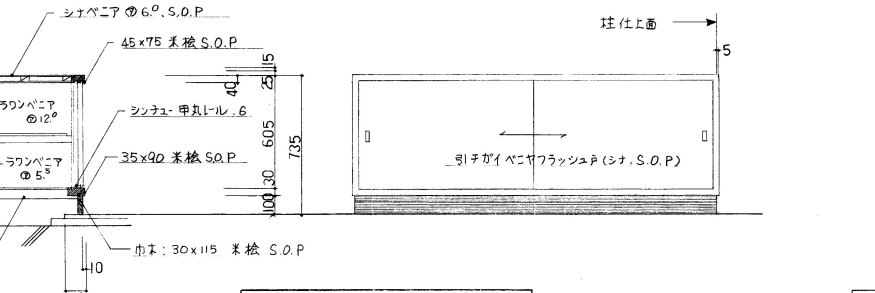 シナベニア ⑦6.0, S.O.P
45×75 米桧 S.O.P
ラワンベニア
⑦12.0
シンチュー甲丸レール.6
ラワンベニア
⑦5.5
35×90 米桧 S.O.P
巾木:30×115 米桧 S.O.P
10
40
15
25
605
30
100
735
柱仕上面
5
引チガイベニヤフラッシュ戸(シナ,S.O.P)